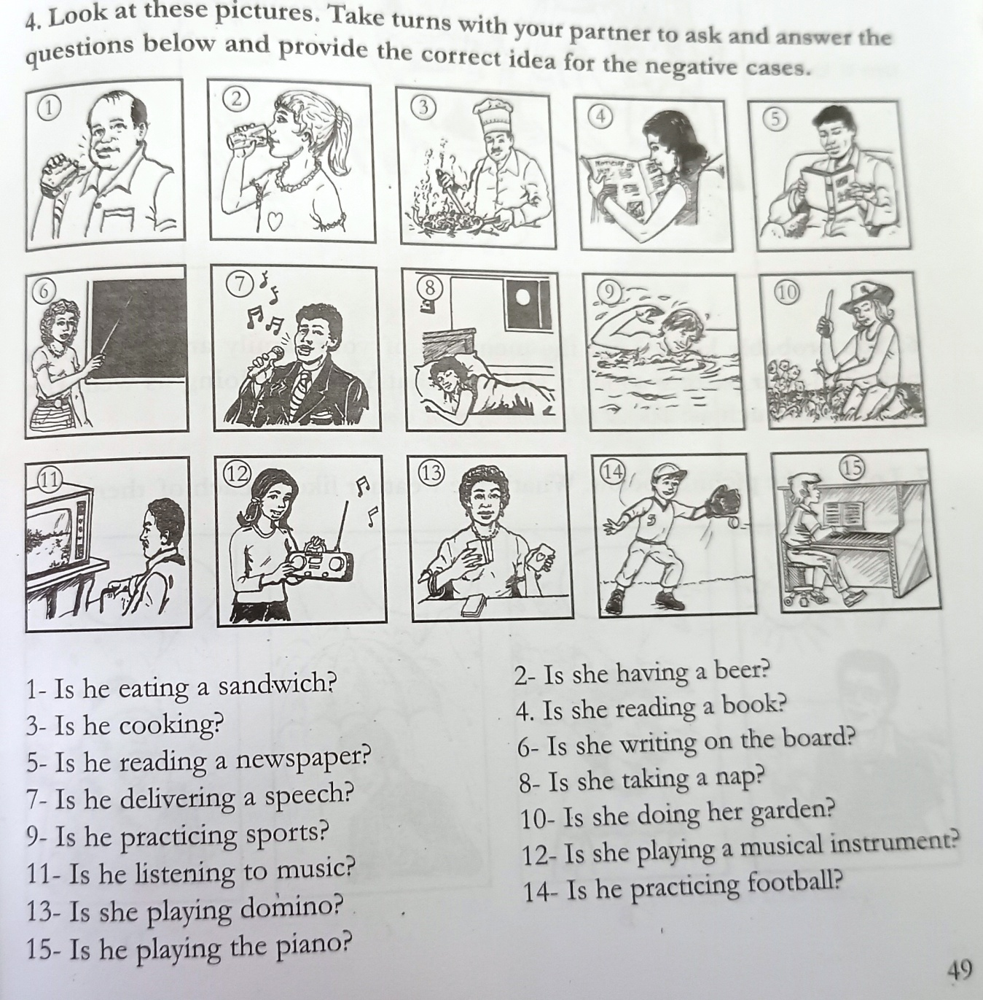 4. Look at these pictures. Take turns with your partner to ask and answer the
questions below and provide the correct idea for the negative cases.
1
2
3
4
5
6
7
8
9
10
11
12
13
14
15
1- Is he eating a sandwich?
2- Is she having a beer?
3- Is he cooking?
4. Is she reading a book?
5- Is he reading a newspaper?
6- Is she writing on the board?
7- Is he delivering a speech?
8- Is she taking a nap?
9- Is he practicing sports?
10- Is she doing her garden?
11- Is he listening to music?
12- Is she playing a musical instrument?
13- Is she playing domino?
14- Is he practicing football?
15- Is he playing the piano?
49